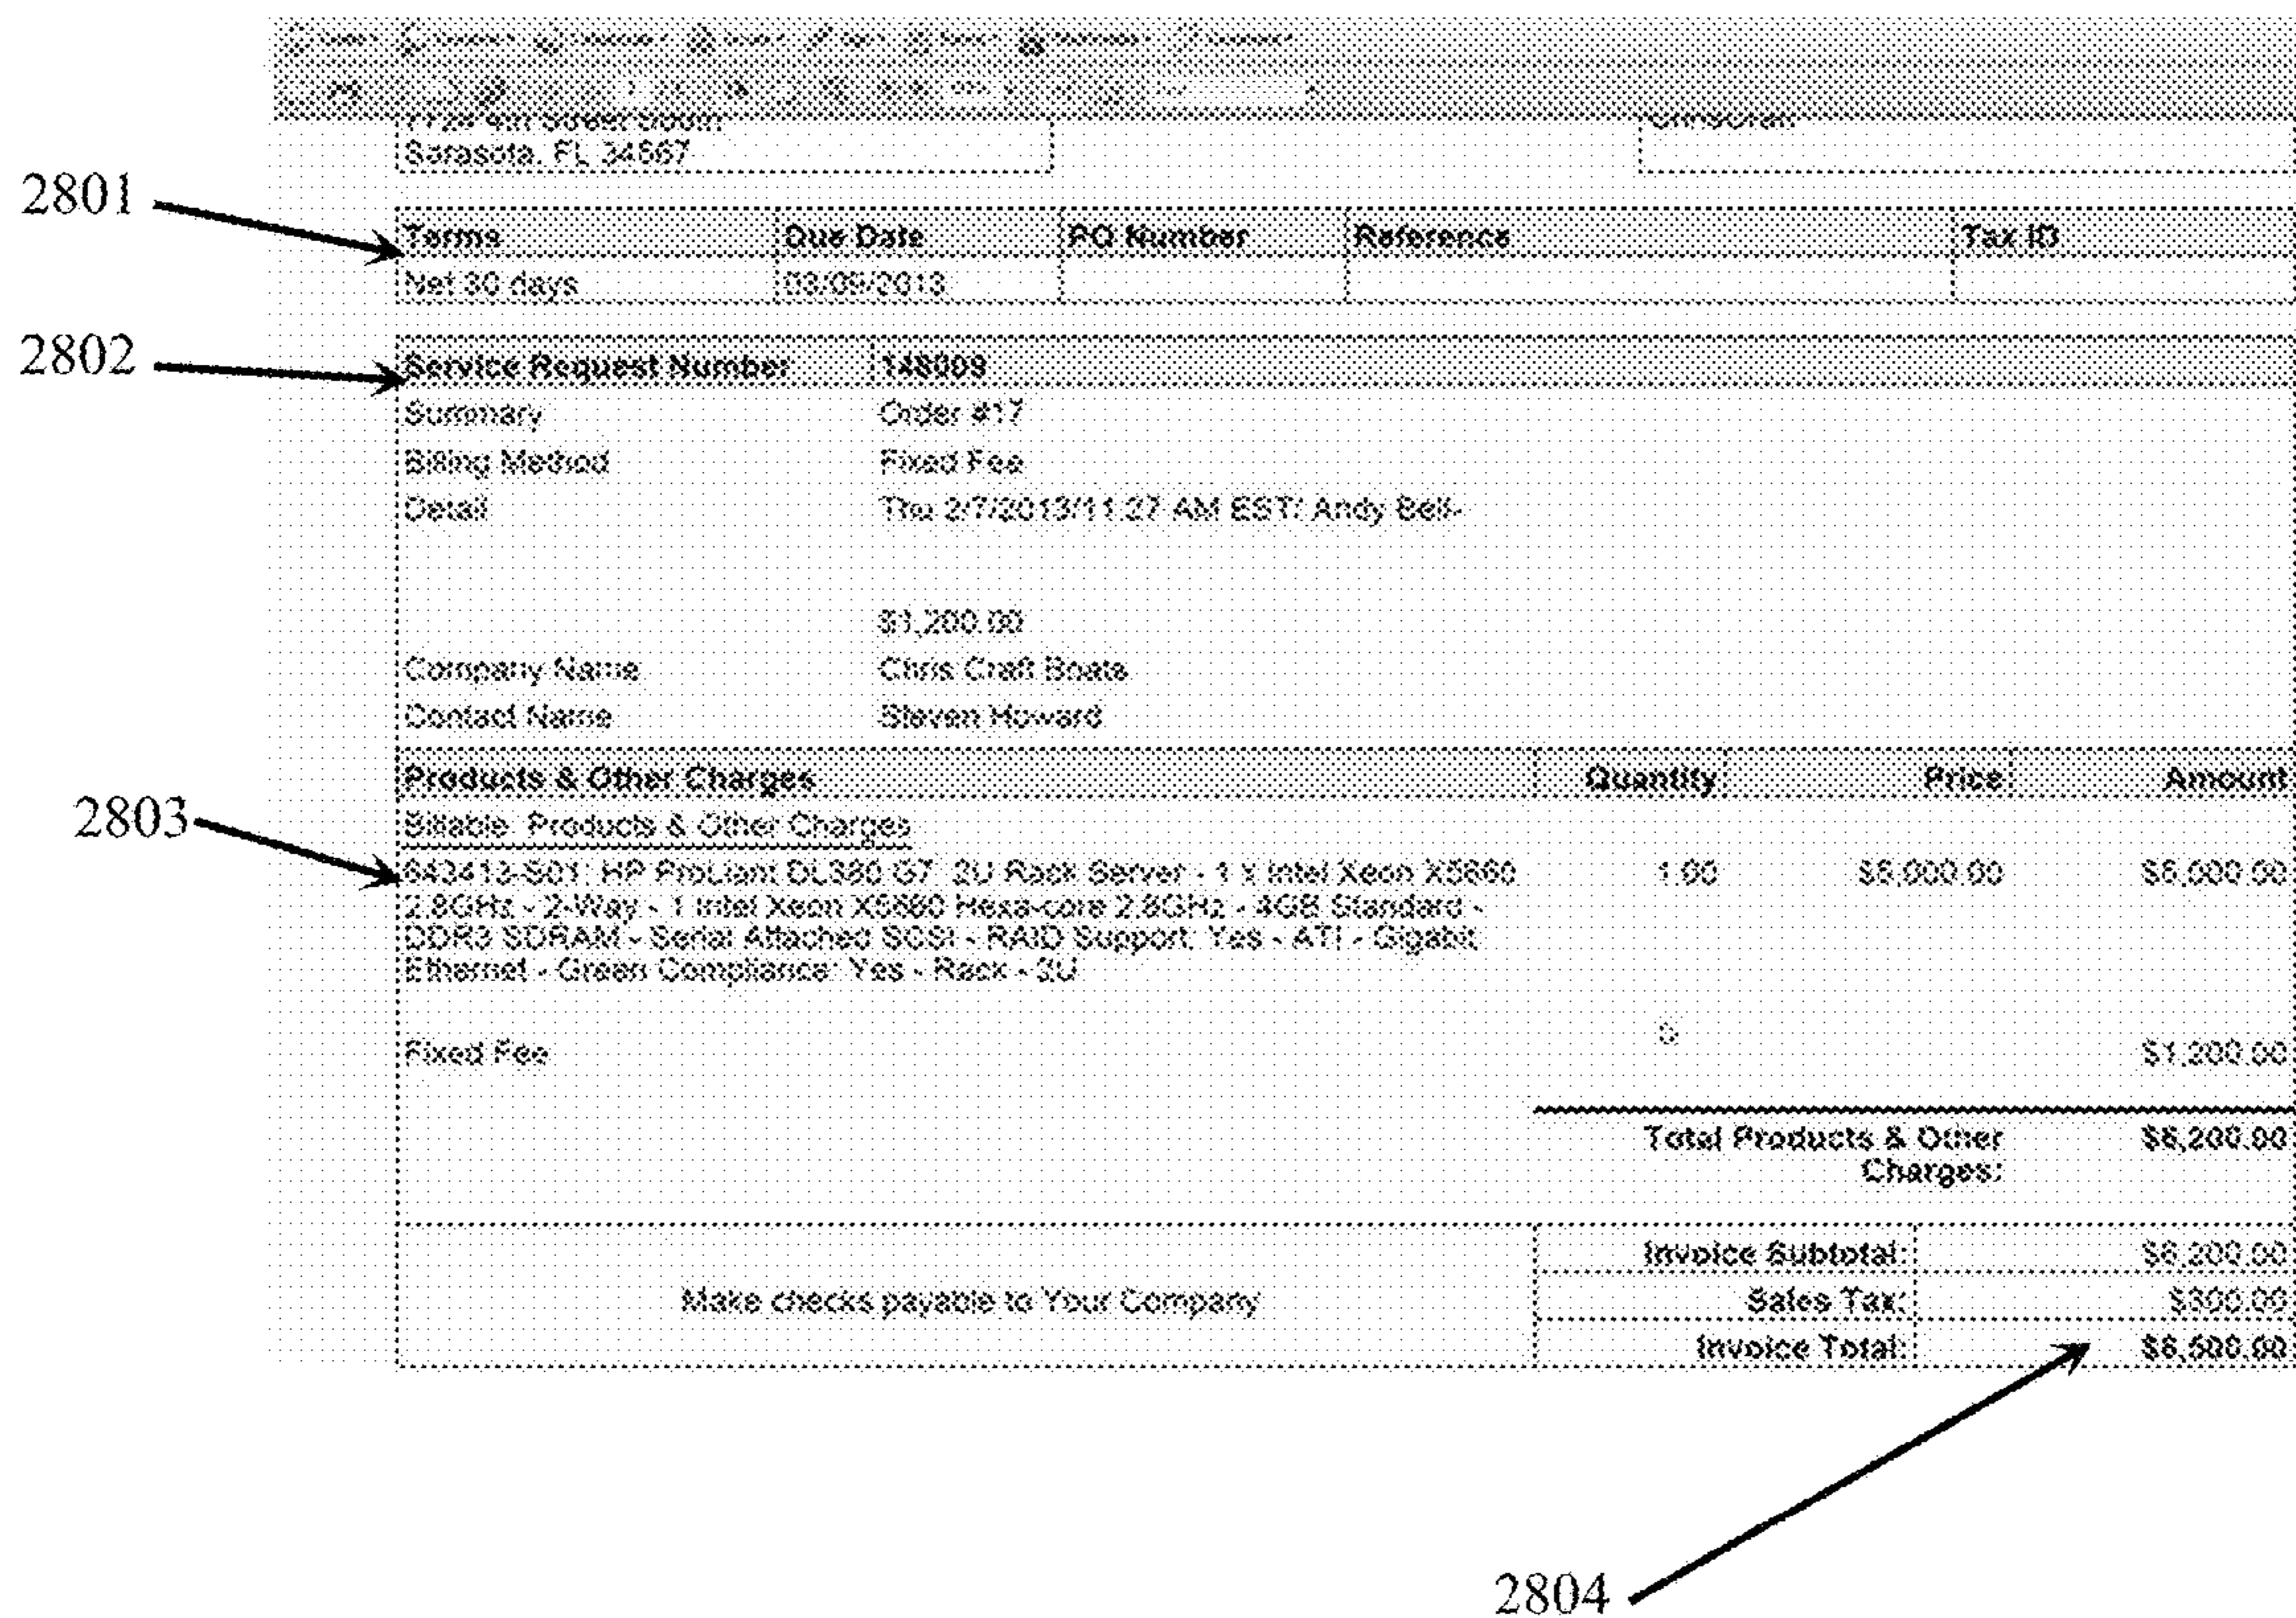 Sarasota, FL 34567
2801
Terms Due Date PO Number Reference Tax ID
Net 30 days 03/09/2013
2802
Service Request Number 148009
Summary Order #17
Billing Method Fixed Fee
Detail Thu 2/7/2013/11:27 AM EST/ Andy Bell-
$1,200.00
Company Name Chris Craft Boats
Contact Name Steven Howard
Products & Other Charges Quantity Price Amount
2803
Billable Products & Other Charges
643413-S01: HP ProLiant DL380 G7 2U Rack Server - 1 x Intel Xeon X5660 1.00 $5,000.00 $5,000.00
2.8GHz - 2-Way - 1 Intel Xeon X5660 Hexa-core 2.8GHz - 4GB Standard -
DDR3 SDRAM - Serial Attached SCSI - RAID Support: Yes - ATI - Gigabit
Ethernet - Green Compliance: Yes - Rack - 2U
Fixed Fee $1,200.00
Total Products & Other $6,200.00
Charges:
Invoice Subtotal: $6,200.00
Make checks payable to Your Company
Sales Tax: $300.00
Invoice Total: $6,500.00
2804